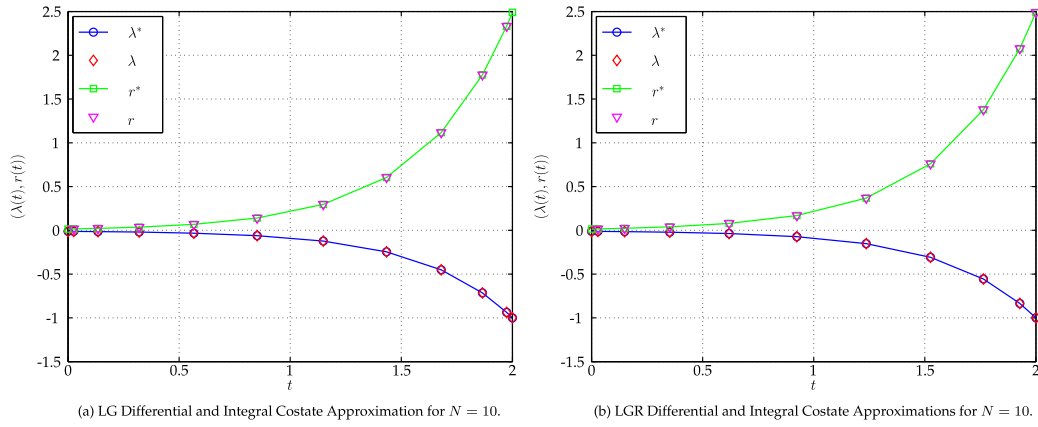 2.5
2
1.5
1
0.5
0
-0.5
-1
-1.5
(λ(t), r(t))
λ*
λ
r*
r
0
0.5
1
1.5
2
t
(a) LG Differential and Integral Costate Approximation for N = 10.
2.5
2
1.5
1
0.5
0
-0.5
-1
-1.5
(λ(t), r(t))
λ*
λ
r*
r
0
0.5
1
1.5
2
t
(b) LGR Differential and Integral Costate Approximations for N = 10.